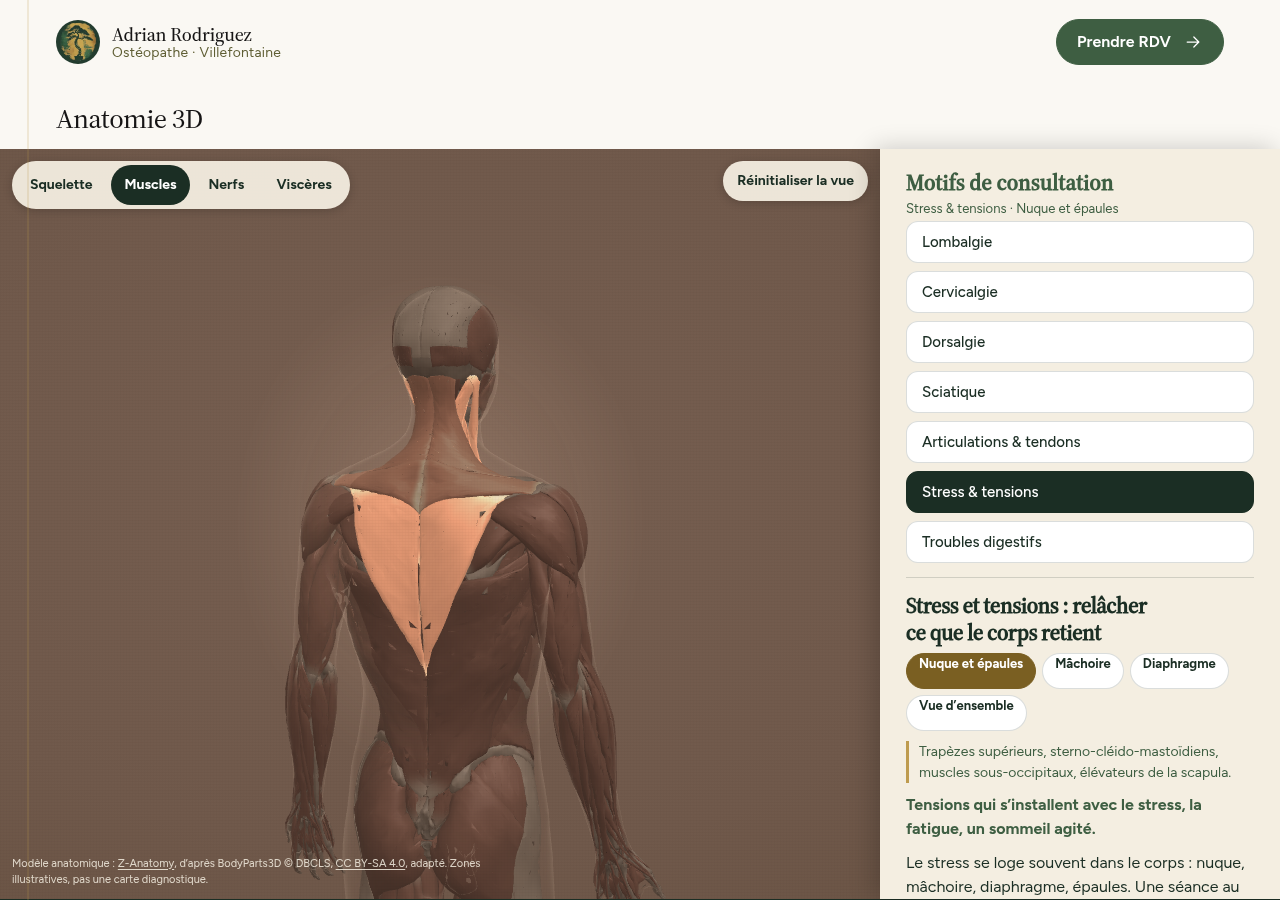 Adrian Rodriguez
Ostéopathe · Villefontaine
Prendre RDV
Anatomie 3D
Squelette
Muscles
Nerfs
Viscères
Réinitialiser la vue
Modèle anatomique : Z-Anatomy, d’après BodyParts3D © DBCLS, CC BY-SA 4.0, adapté. Zones
illustratives, pas une carte diagnostique.
Motifs de consultation
Stress & tensions · Nuque et épaules
Lombalgie
Cervicalgie
Dorsalgie
Sciatique
Articulations & tendons
Stress & tensions
Troubles digestifs
Stress et tensions : relâcher
ce que le corps retient
Nuque et épaules
Mâchoire
Diaphragme
Vue d’ensemble
Trapèzes supérieurs, sterno-cléido-mastoïdiens,
muscles sous-occipitaux, élévateurs de la scapula.
Tensions qui s’installent avec le stress, la
fatigue, un sommeil agité.
Le stress se loge souvent dans le corps : nuque,
mâchoire, diaphragme, épaules. Une séance au